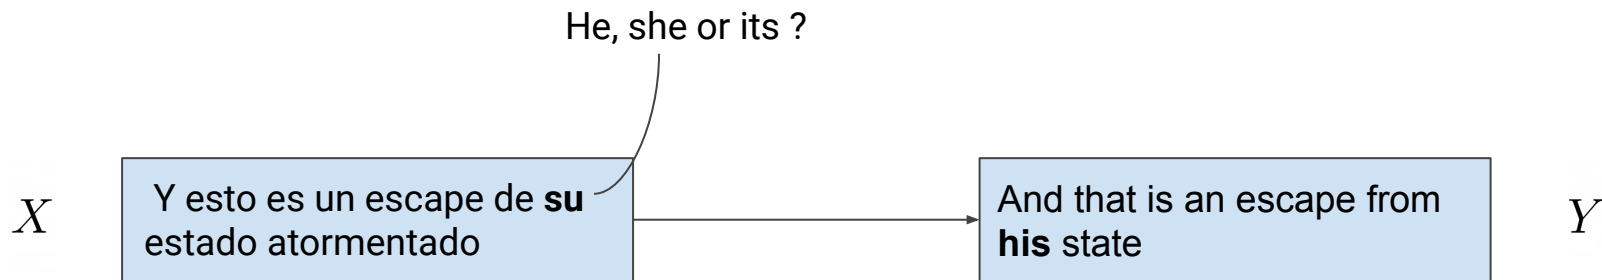 He, she or its ?
X
Y esto es un escape de su
estado atormentado
And that is an escape from
his state
Y